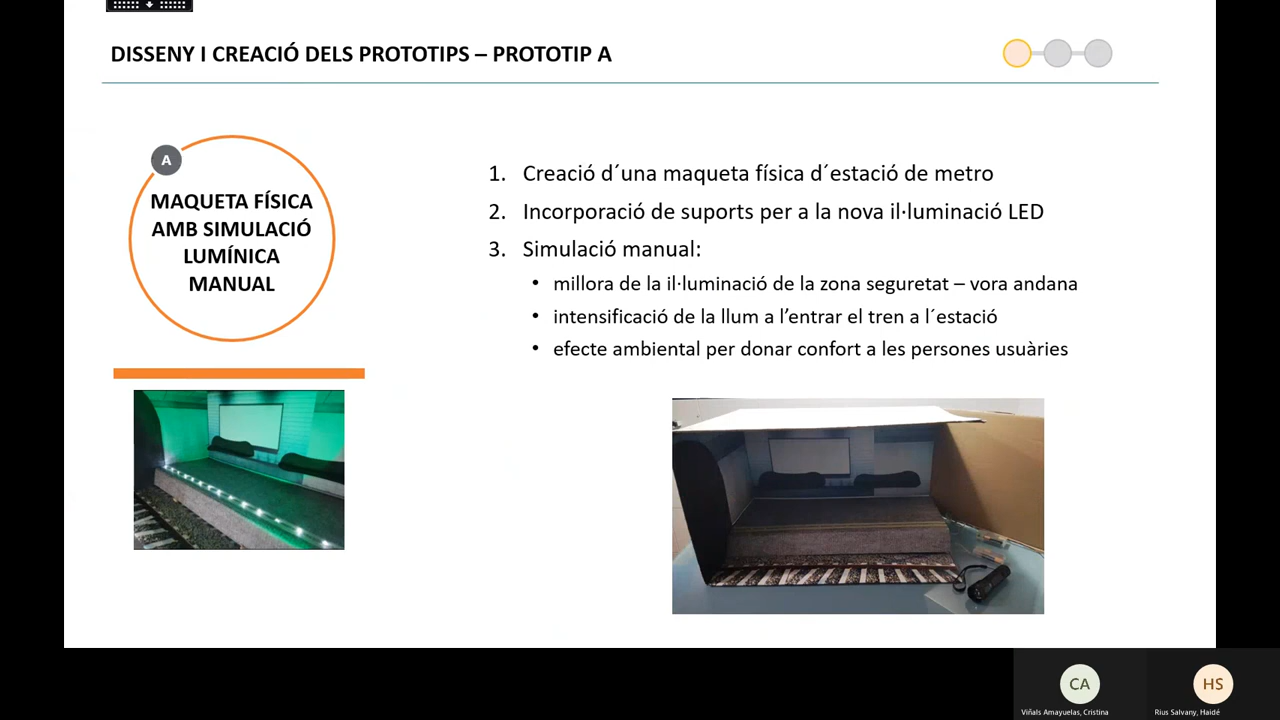 DISSENY I CREACIÓ DELS PROTOTIPS – PROTOTIP A
A
MAQUETA FÍSICA
AMB SIMULACIÓ
LUMÍNICA
MANUAL
1. Creació d´una maqueta física d´estació de metro
2. Incorporació de suports per a la nova il·luminació LED
3. Simulació manual:
• millora de la il·luminació de la zona seguretat – vora andana
• intensificació de la llum a l’entrar el tren a l´estació
• efecte ambiental per donar confort a les persones usuàries
CA
HS
Viñals Amayuelas, Cristina
Rius Salvany, Haidé